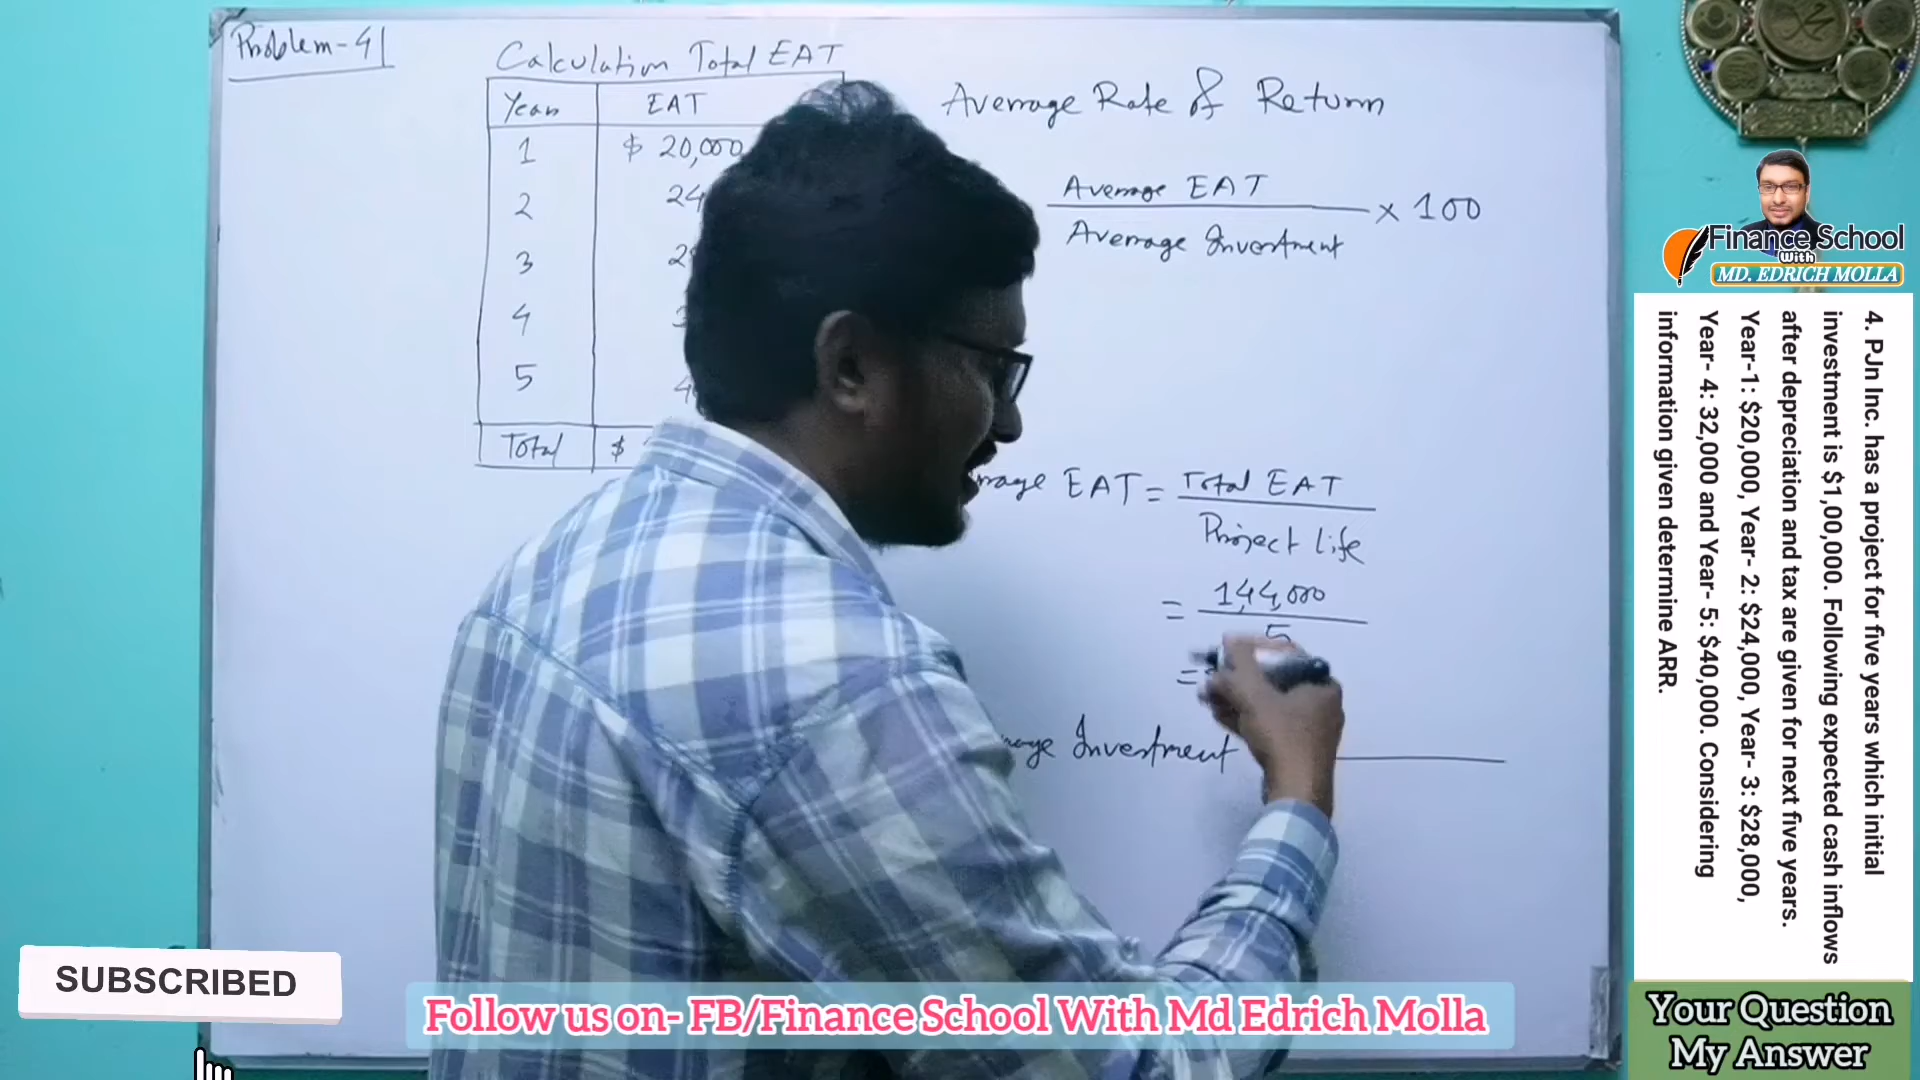 Problem-4
Calculation Total EAT
Year EAT
1 $ 20,000
2 24
3 2
4 3
5 4
Total $
Average Rate of Return
Average EAT
Average Investment × 100
rage EAT = Total EAT
Project Life
= 1,44,000
5
=
rage Investment
Finance School
With
MD. EDRICH MOLLA
4. PJn Inc. has a project for five years which initial
investment is $1,00,000. Following expected cash inflows
after depreciation and tax are given for next five years.
Year-1: $20,000, Year- 2: $24,000, Year- 3: $28,000,
Year- 4: 32,000 and Year- 5: $40,000. Considering
information given determine ARR.
SUBSCRIBED
Follow us on- FB/Finance School With Md Edrich Molla
Your Question
My Answer